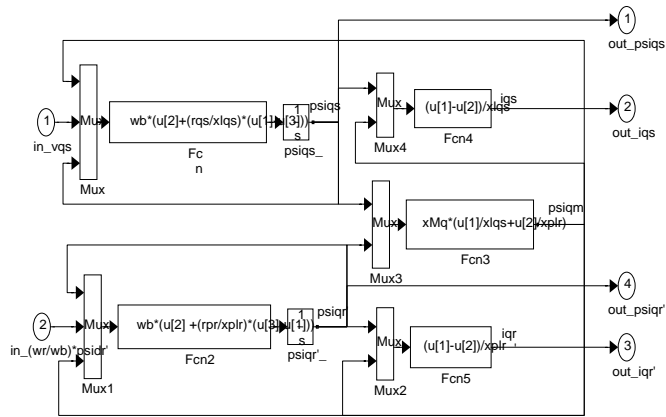 1
out_psiqs
1
in_vqs
Mux
Mux
wb*(u[2]+(rqs/xlqs)*(u[1]-u[3]))
Fc
n
1
s
psiqs_
psiqs
Mux
Mux4
(u[1]-u[2])/xlqs
Fcn4
iqs
2
out_iqs
Mux
Mux3
xMq*(u[1]/xlqs+u[2]/xplr)
Fcn3
psiqm
4
out_psiqr'
2
in_(wr/wb)*psidr'
Mux
Mux1
wb*(u[2] +(rpr/xplr)*(u[3]-u[1]))
Fcn2
1
s
psiqr'_
psiqr'
Mux
Mux2
(u[1]-u[2])/xplr
Fcn5
iqr'
3
out_iqr'